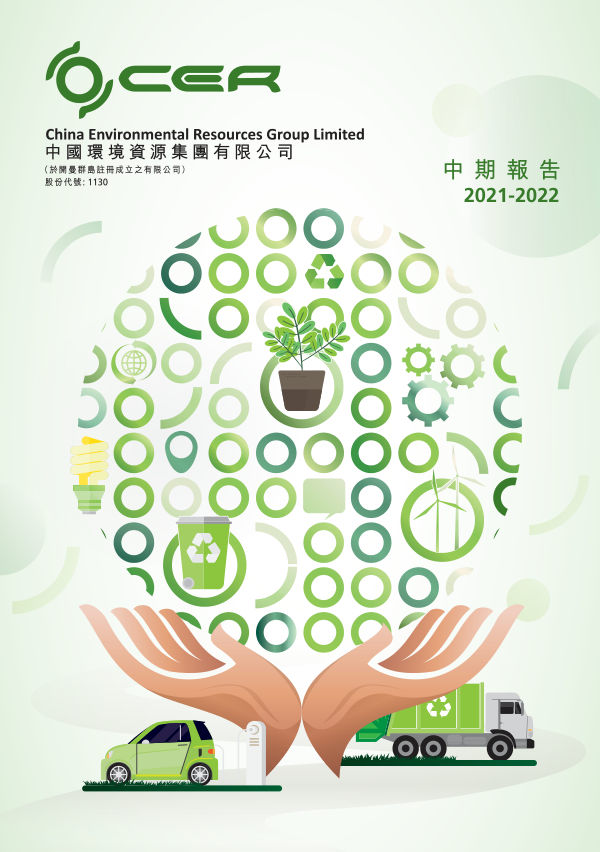 CER
China Environmental Resources Group Limited
中國環境資源集團有限公司
(於開曼群島註冊成立之有限公司)
股份代號: 1130
中期報告
2021-2022